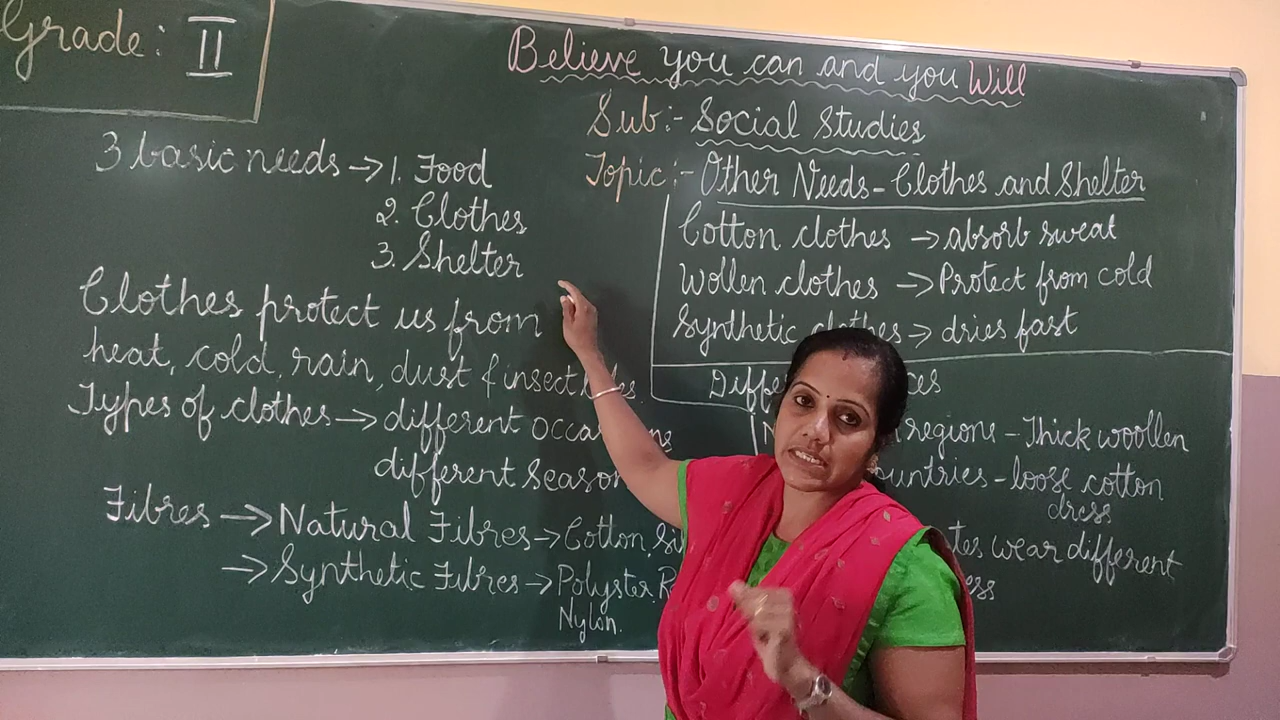 Grade: II
Believe you can and you Will
Sub:- Social Studies
Topic:- Other Needs- Clothes and Shelter
3 basic needs → 1. Food
2. Clothes
3. Shelter
Clothes protect us from
heat, cold, rain, dust & insect
Types of clothes → different
different
Fibres → Natural Fibres → Cotton
→ Synthetic Fibres → Polyster,
Nylon.
Cotton clothes → absorb sweat
Wollen clothes → Protect from cold
Synthetic clothes → dries fast
regions - Thick woollen
- loose cotton
dress
wear different